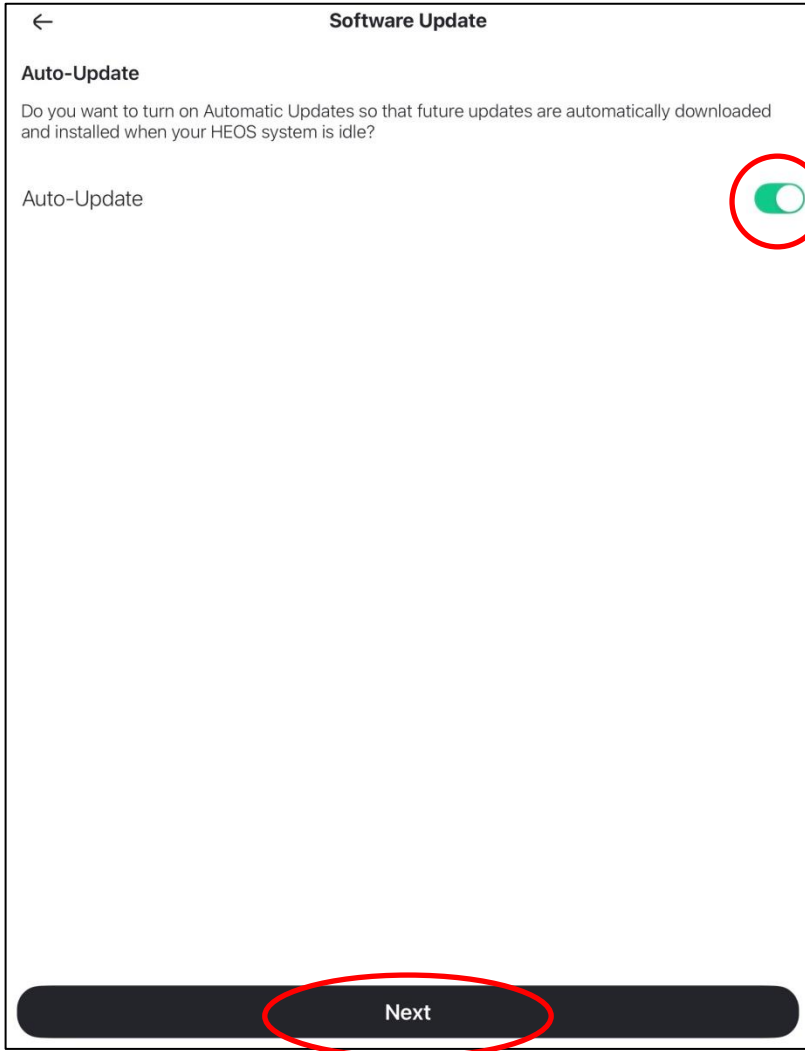 Software Update
Auto-Update
Do you want to turn on Automatic Updates so that future updates are automatically downloaded
and installed when your HEOS system is idle?
Auto-Update
Next